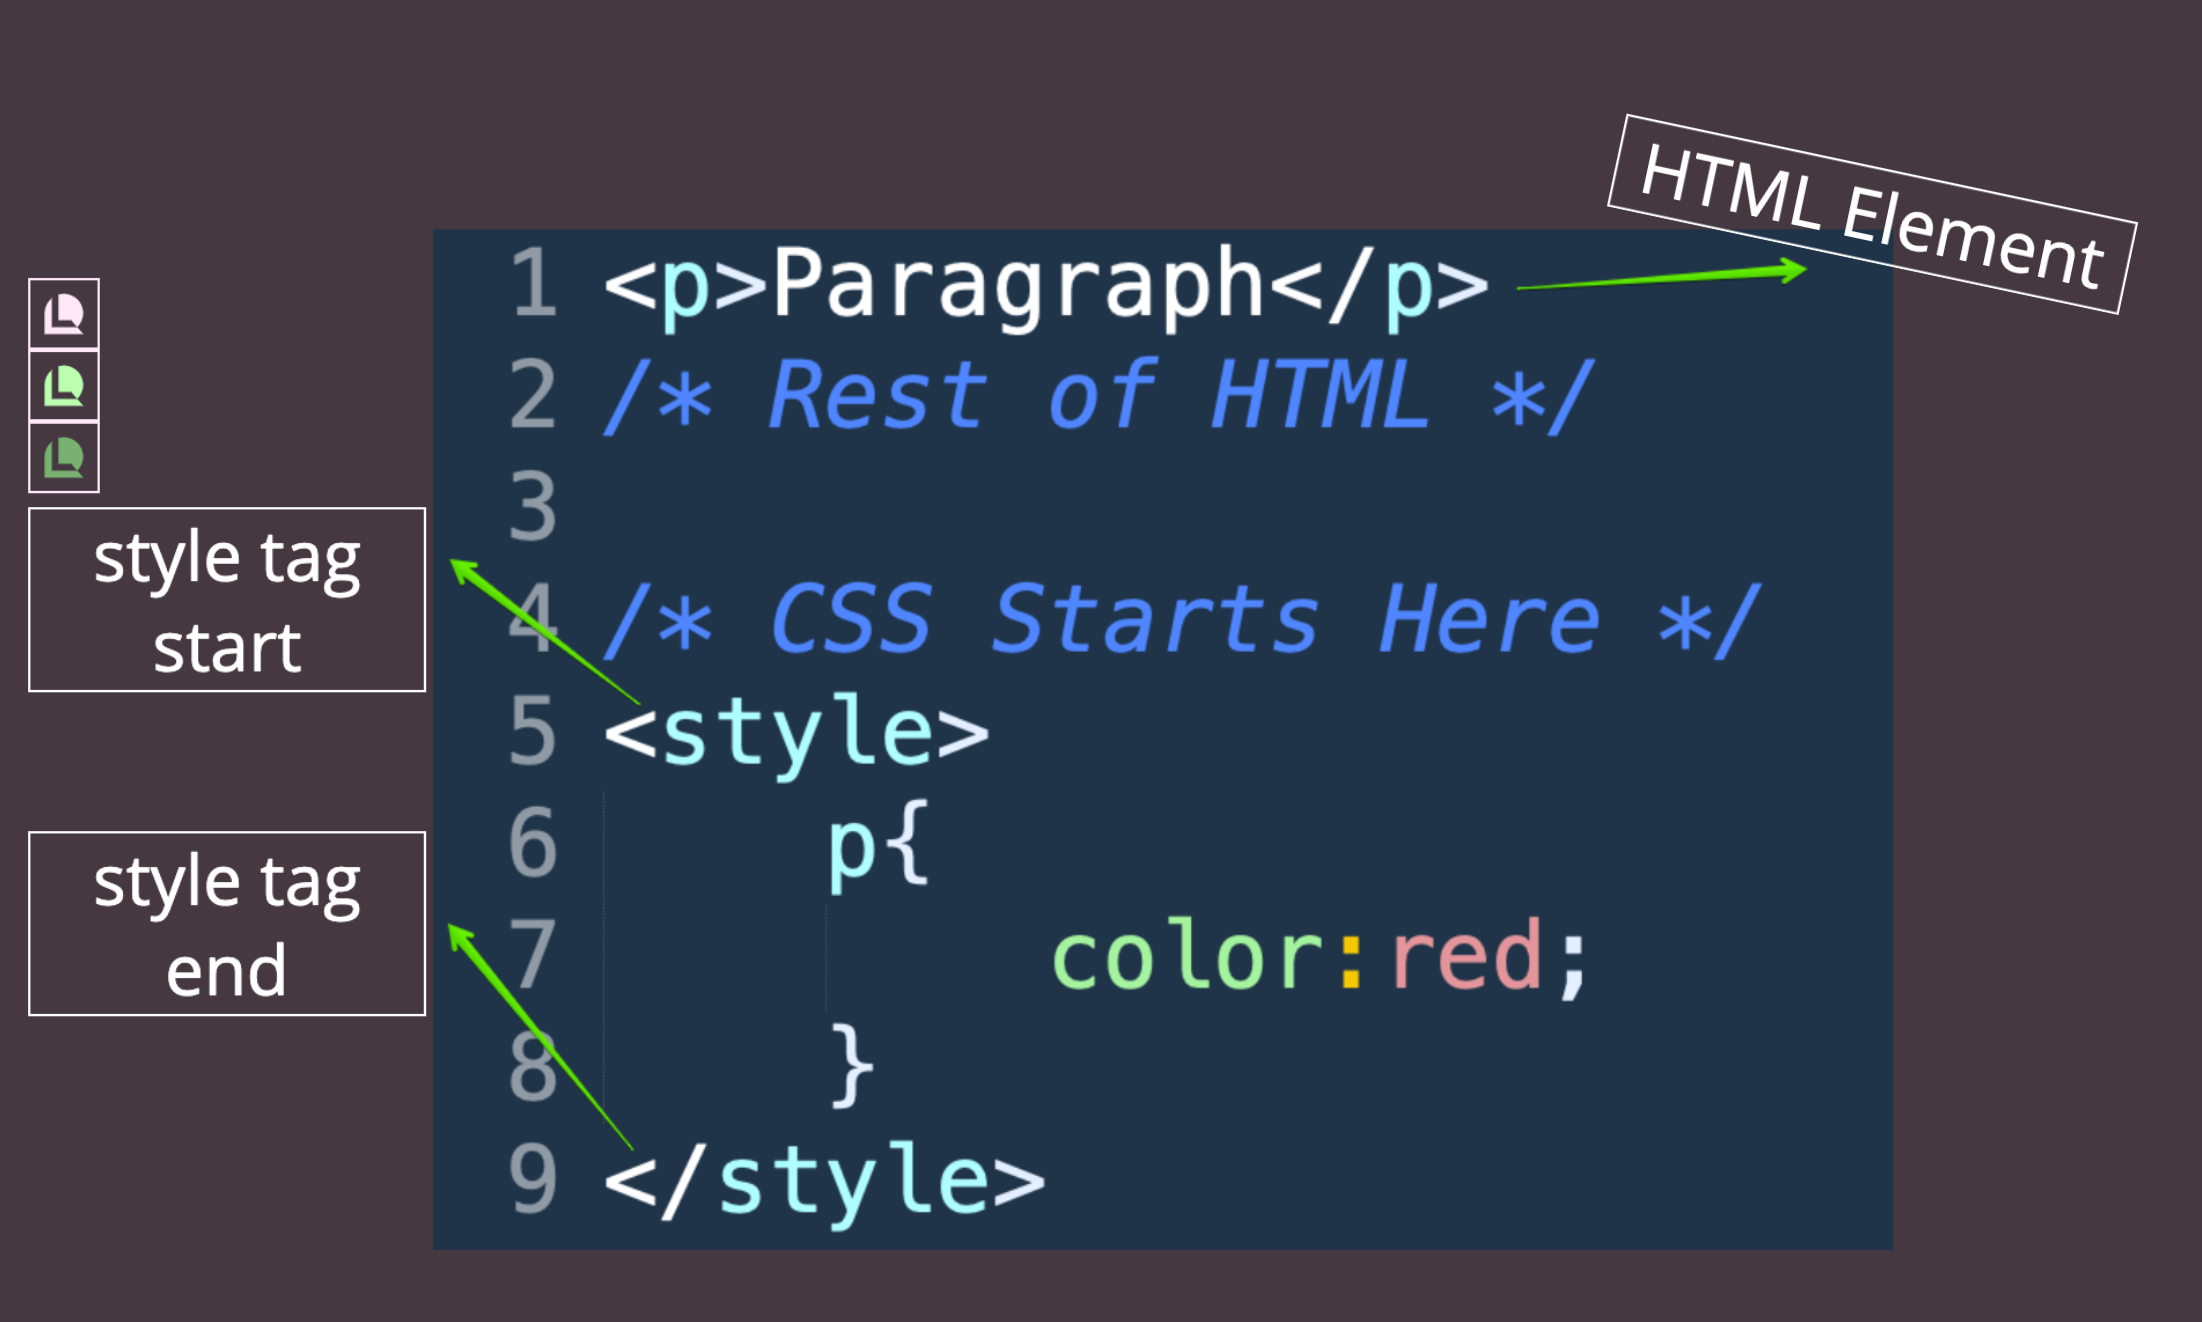 HTML Element
1 <p>Paragraph</p>
2 /* Rest of HTML */
3
4 /* CSS Starts Here */
5 <style>
6 p{
7 color:red;
8 }
9 </style>
style tag
start
style tag
end